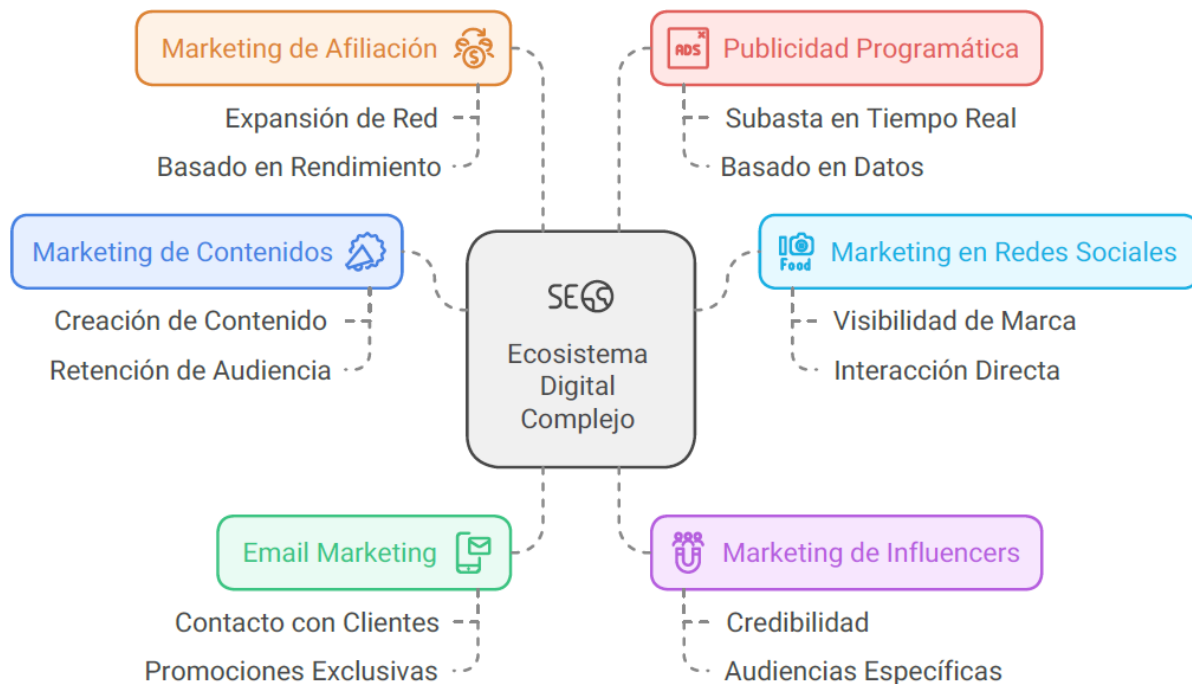 Marketing de Afiliación
Expansión de Red
Basado en Rendimiento
ADS
Publicidad Programática
Subasta en Tiempo Real
Basado en Datos
Marketing de Contenidos
Creación de Contenido
Retención de Audiencia
SEO
Ecosistema
Digital
Complejo
Food
Marketing en Redes Sociales
Visibilidad de Marca
Interacción Directa
Email Marketing
Contacto con Clientes
Promociones Exclusivas
Marketing de Influencers
Credibilidad
Audiencias Específicas